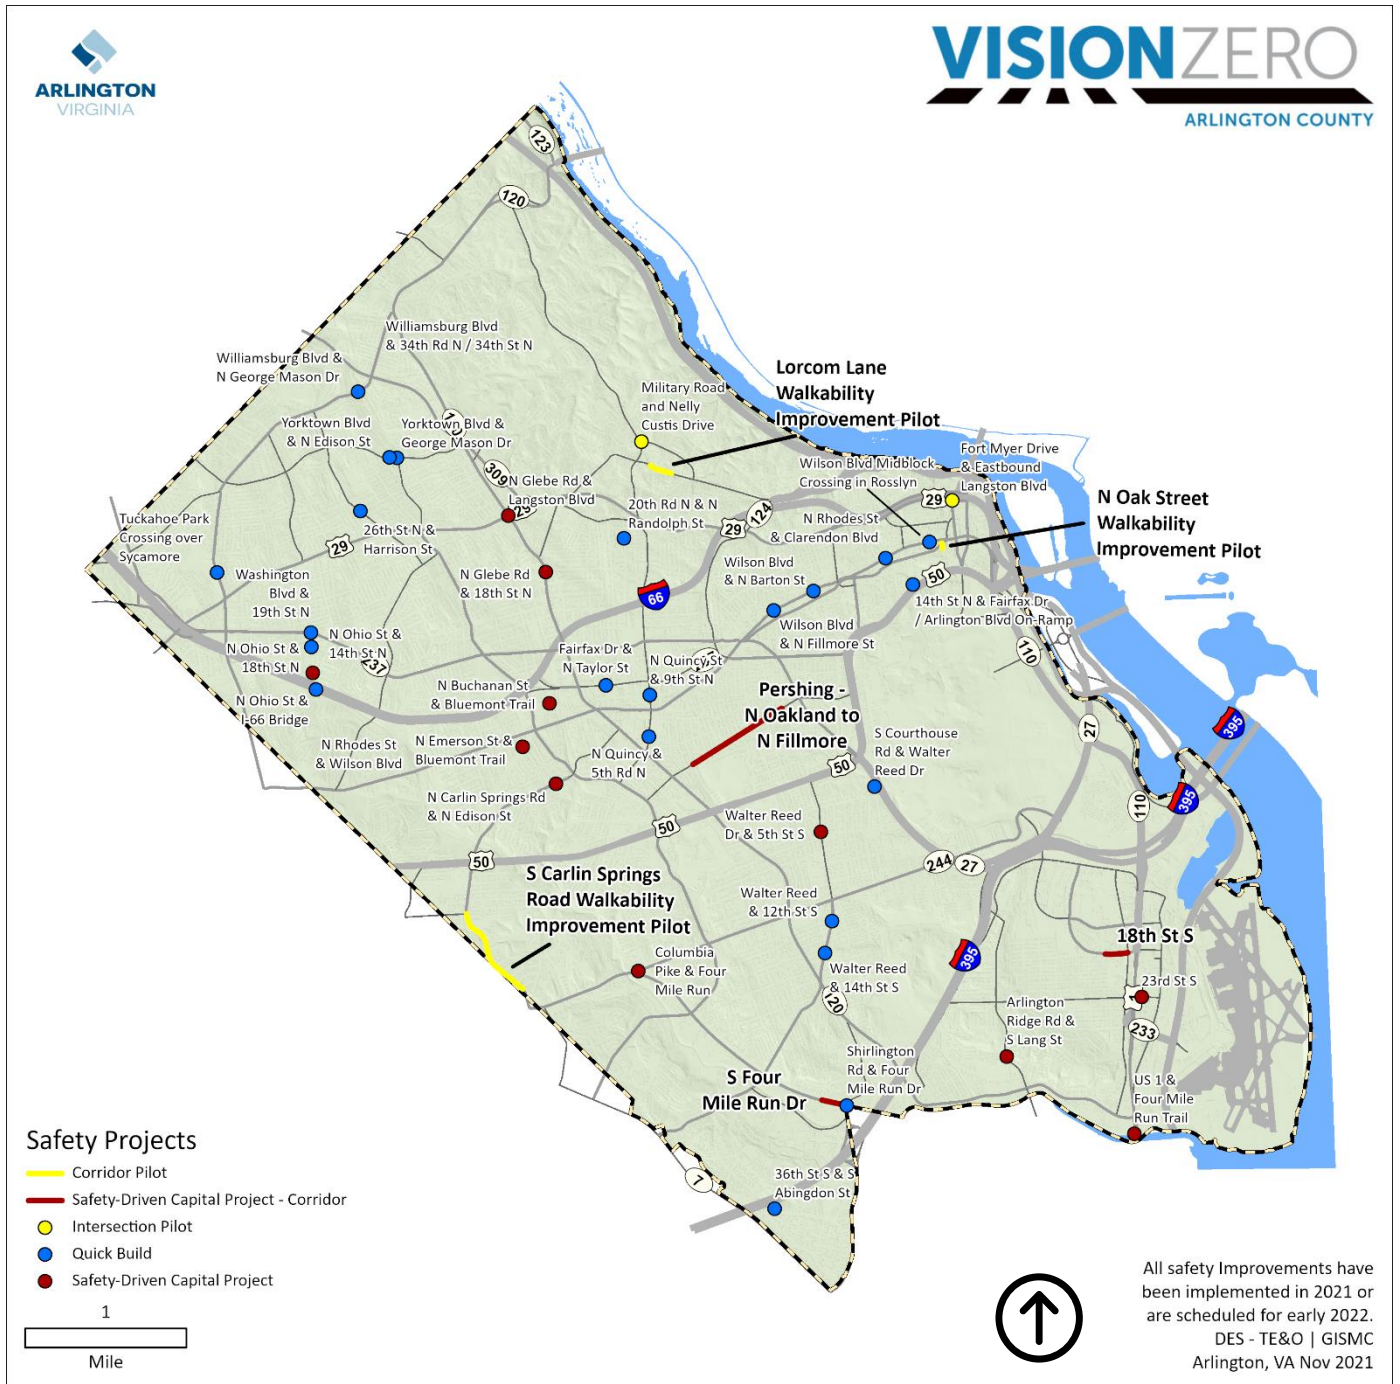 ARLINGTON
VIRGINIA
VISIONZERO
ARLINGTON COUNTY
123
120
Williamsburg Blvd
& 34th Rd N / 34th St N
Williamsburg Blvd &
N George Mason Dr
Lorcom Lane
Walkability
Improvement Pilot
Military Road
and Nelly
Custis Drive
Yorktown Blvd
& N Edison St
Yorktown Blvd &
George Mason Dr
Fort Myer Drive
& Eastbound
Langston Blvd
Wilson Blvd Midblock
Crossing in Rosslyn
309
N Glebe Rd &
Langston Blvd
29
N Oak Street
Walkability
Improvement Pilot
20th Rd N & N
Randolph St
124
29
N Rhodes St
& Clarendon Blvd
Tuckahoe Park
Crossing over
Sycamore
26th St N &
Harrison St
29
Wilson Blvd
& N Barton St
50
N Glebe Rd
& 18th St N
Washington
Blvd &
19th St N
66
14th St N & Fairfax Dr
/ Arlington Blvd On-Ramp
Wilson Blvd
& N Fillmore St
N Ohio St &
14th St N
N Ohio St &
18th St N
237
Fairfax Dr &
N Taylor St
N Quincy St
& 9th St N
110
N Buchanan St
& Bluemont Trail
Pershing -
N Oakland to
N Fillmore
N Ohio St &
I-66 Bridge
27
395
S Courthouse
Rd & Walter
Reed Dr
N Rhodes St
& Wilson Blvd
N Emerson St &
Bluemont Trail
N Quincy &
5th Rd N
50
395
110
N Carlin Springs Rd
& N Edison St
Walter Reed
Dr & 5th St S
50
50
244
27
S Carlin Springs
Road Walkability
Improvement Pilot
Walter Reed
& 12th St S
18th St S
395
Columbia
Pike & Four
Mile Run
Walter Reed
& 14th St S
23rd St S
1
120
Arlington
Ridge Rd &
S Lang St
233
Shirlington
Rd & Four
Mile Run Dr
S Four
Mile Run Dr
US 1 &
Four Mile
Run Trail
7
36th St S & S
Abingdon St
Safety Projects
Corridor Pilot
Safety-Driven Capital Project - Corridor
Intersection Pilot
Quick Build
Safety-Driven Capital Project
1
Mile
All safety Improvements have
been implemented in 2021 or
are scheduled for early 2022.
DES - TE&O | GISMC
Arlington, VA Nov 2021